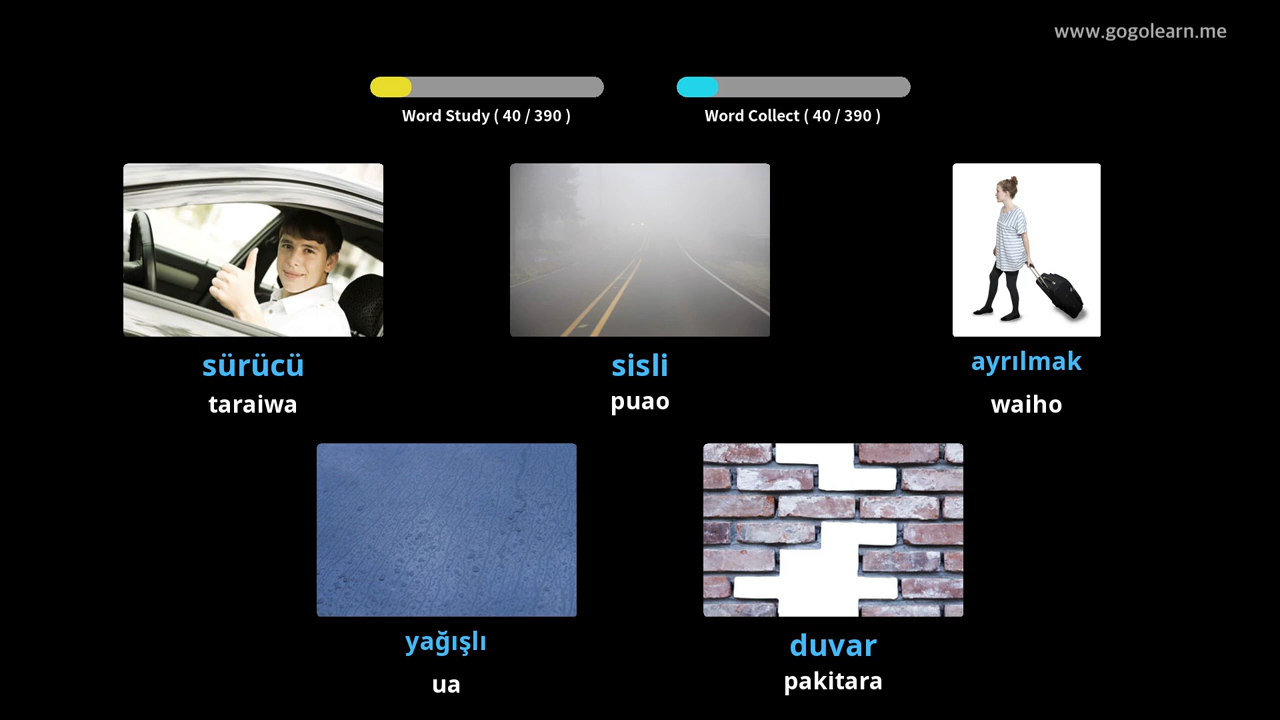 www.gogolearn.me
Word Study ( 40 / 390 )
Word Collect ( 40 / 390 )
sürücü
taraiwa
sisli
puao
ayrılmak
waiho
yağışlı
ua
duvar
pakitara